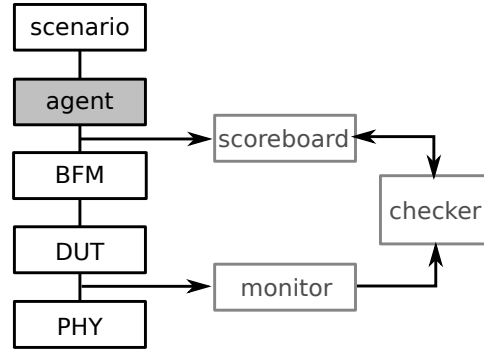 scenario
agent
scoreboard
BFM
checker
DUT
monitor
PHY